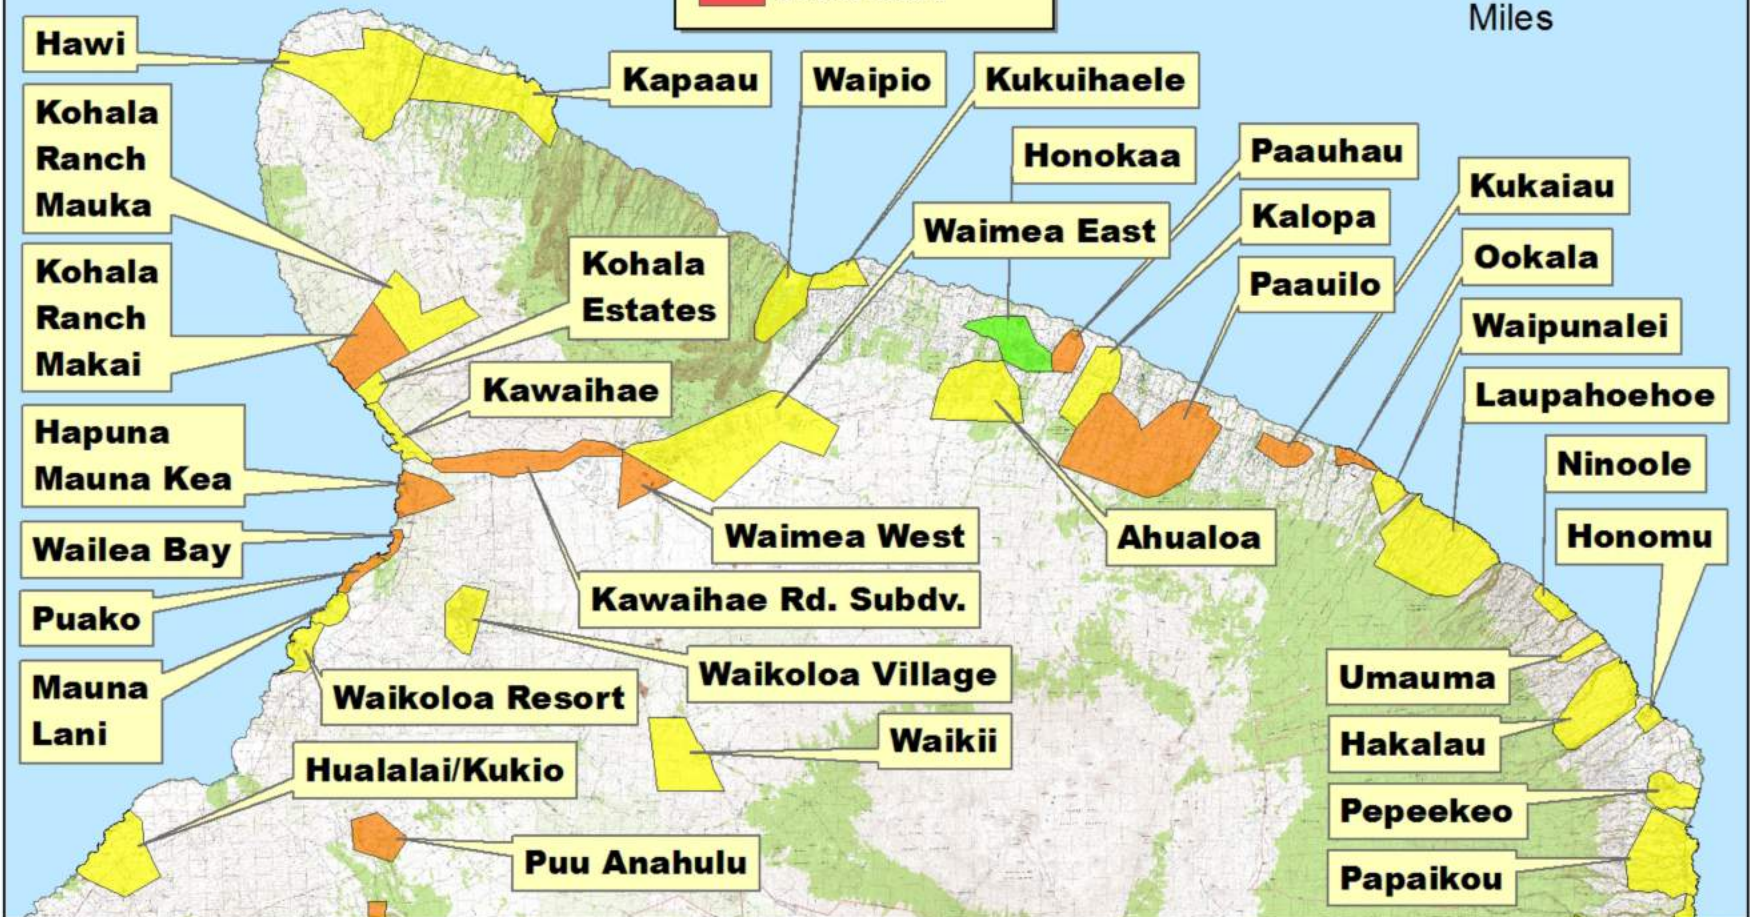 Miles
Hawi
Kapaau
Waipio
Kukuihaele
Kohala
Ranch
Mauka
Honokaa
Paauhau
Kukaiau
Kalopa
Waimea East
Ookala
Kohala
Estates
Kohala
Ranch
Makai
Paauilo
Waipunalei
Kawaihae
Laupahoehoe
Hapuna
Mauna Kea
Ninoole
Waimea West
Ahualoa
Honomu
Wailea Bay
Kawaihae Rd. Subdv.
Puako
Waikoloa Village
Umauma
Mauna
Lani
Waikoloa Resort
Waikii
Hakalau
Hualalai/Kukio
Pepeekeo
Puu Anahulu
Papaikou